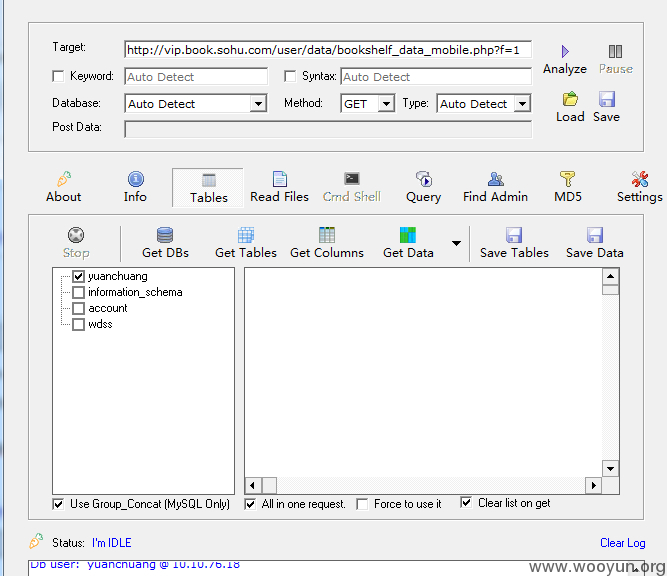 Target: http://vip.book.sohu.com/user/data/bookshelf_data_mobile.php?f=1
Keyword: Auto Detect Syntax: Auto Detect
Analyze Pause
Database: Auto Detect Method: GET Type: Auto Detect
Load Save
Post Data:
About Info Tables Read Files Cmd Shell Query Find Admin MD5 Settings
Stop Get DBs Get Tables Get Columns Get Data Save Tables Save Data
yuanchuang
information_schema
account
wdss
Use Group_Concat (MySQL Only) All in one request. Force to use it Clear list on get
Status: I'm IDLE Clear Log
Db user: yuanchuang @ 10.10.76.18
www.wooyun.org